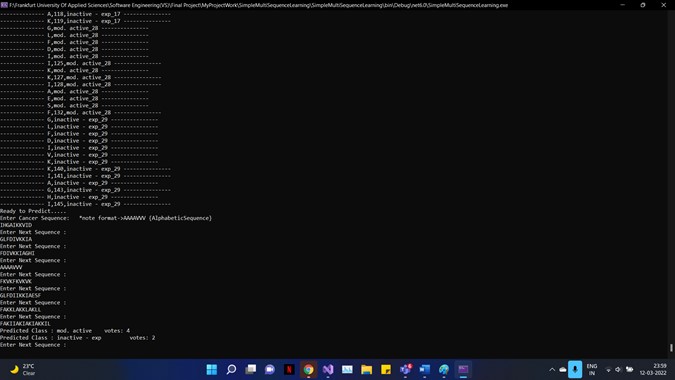 F:\Frankfurt University Of Applied Sciences\Software Engineering(VS)\Final Project\MyProjectWork\SimpleMultiSequenceLearning\SimpleMultiSequenceLearning\bin\Debug\net6.0\SimpleMultiSequenceLearning.exe
-------------- A,118,inactive - exp_17 --------------
-------------- K,119,inactive - exp_17 --------------
-------------- G,mod. active_28 --------------
-------------- L,mod. active_28 --------------
-------------- F,mod. active_28 --------------
-------------- D,mod. active_28 --------------
-------------- I,mod. active_28 --------------
-------------- I,125,mod. active_28 --------------
-------------- K,mod. active_28 --------------
-------------- K,127,mod. active_28 --------------
-------------- I,128,mod. active_28 --------------
-------------- A,mod. active_28 --------------
-------------- E,mod. active_28 --------------
-------------- S,mod. active_28 --------------
-------------- F,132,mod. active_28 --------------
-------------- G,inactive - exp_29 --------------
-------------- L,inactive - exp_29 --------------
-------------- F,inactive - exp_29 --------------
-------------- D,inactive - exp_29 --------------
-------------- I,inactive - exp_29 --------------
-------------- V,inactive - exp_29 --------------
-------------- K,inactive - exp_29 --------------
-------------- K,140,inactive - exp_29 --------------
-------------- I,141,inactive - exp_29 --------------
-------------- A,inactive - exp_29 --------------
-------------- G,143,inactive - exp_29 --------------
-------------- H,inactive - exp_29 --------------
-------------- I,145,inactive - exp_29 --------------
Ready to Predict.....
Enter Cancer Sequence: *note format->AAAAVVV (AlphabeticSequence)
IHGAIKKVID
Enter Next Sequence :
GLFDIVKKIA
Enter Next Sequence :
FDIVKKIAGHI
Enter Next Sequence :
AAAAVVV
Enter Next Sequence :
FKVKFKVKVK
Enter Next Sequence :
GLFDIIKKIAESF
Enter Next Sequence :
FAKKLAKKLAKLL
Enter Next Sequence :
FAKIIAKIAKIAKKIL
Predicted Class : mod. active votes: 4
Predicted Class : inactive - exp votes: 2
Enter Next Sequence :
23°C
Clear
ENG
IN
23:59
12-03-2022